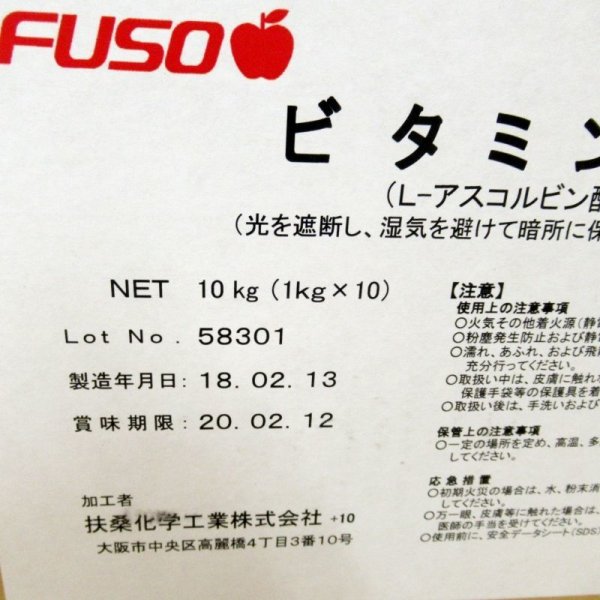 FUSO
ビタミン
(L-アスコルビン酸
(光を遮断し、湿気を避けて暗所に保
NET 10kg (1kg×10)
Lot No. 58301
製造年月日: 18.02.13
賞味期限: 20.02.12
加工者
扶桑化学工業株式会社 +10
大阪市中央区高麗橋4丁目3番10号
【注意】
使用上の注意事項
○火気その他着火源(静電
○粉塵発生防止および静電
○濡れ、あふれ、および飛
充分行ってください。
○取扱い中は、皮膚に触れな
保護手袋等の保護具を着
○取扱い後は、手洗いおよび
保管上の注意事項
○一定の場所を定め、高温、多
してください。
応急措置
○初期火災の場合は、水、粉末消
してください。
○万一眼、皮膚等に触れた場合は、
医師の手当を受けてください。
○使用前に、安全データシート(SDS)